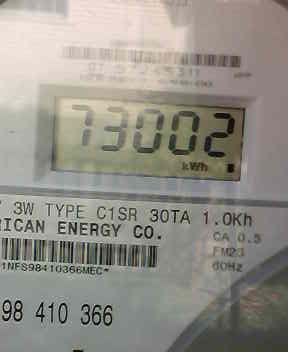 73002
kWh
3W TYPE C1SR 30TA 1.0Kh
RICAN ENERGY CO.
CA 0.5
FM2S
60Hz
1NFS98410366MEC*
98 410 366